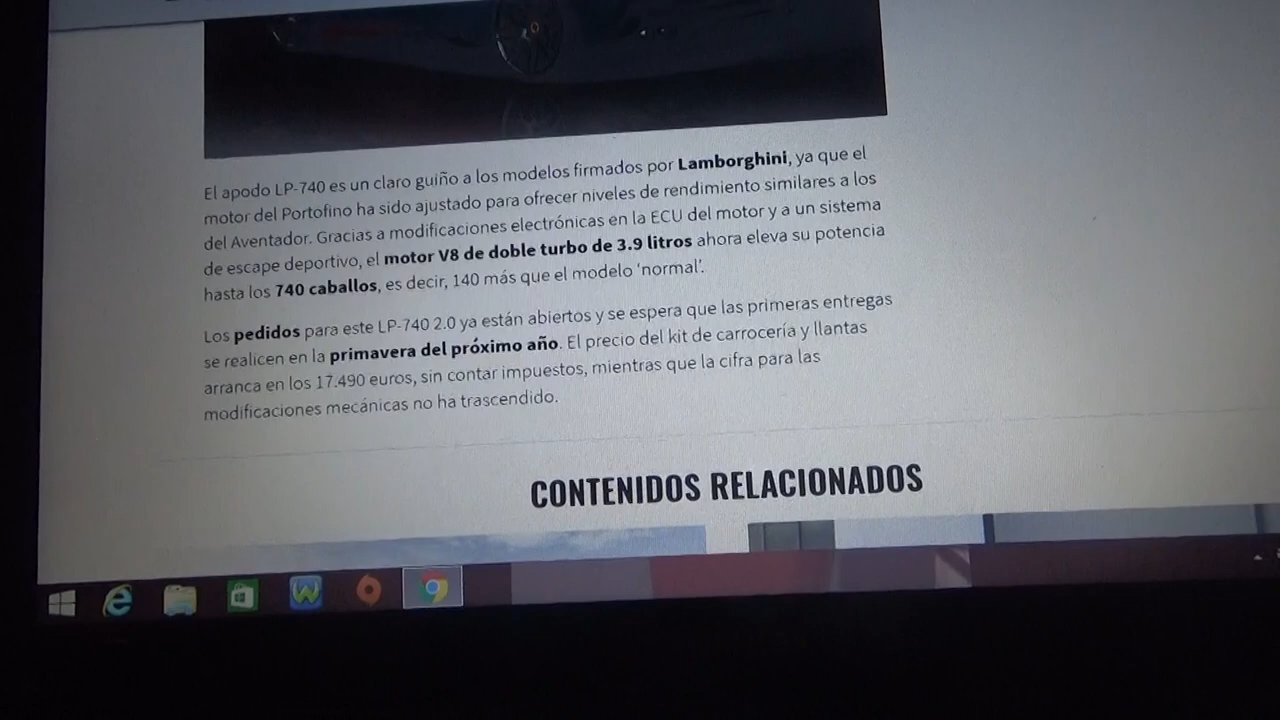 El apodo LP-740 es un claro guiño a los modelos firmados por Lamborghini, ya que el
motor del Portofino ha sido ajustado para ofrecer niveles de rendimiento similares a los
del Aventador. Gracias a modificaciones electrónicas en la ECU del motor y a un sistema
de escape deportivo, el motor V8 de doble turbo de 3.9 litros ahora eleva su potencia
hasta los 740 caballos, es decir, 140 más que el modelo ‘normal’.
Los pedidos para este LP-740 2.0 ya están abiertos y se espera que las primeras entregas
se realicen en la primavera del próximo año. El precio del kit de carrocería y llantas
arranca en los 17.490 euros, sin contar impuestos, mientras que la cifra para las
modificaciones mecánicas no ha trascendido.
CONTENIDOS RELACIONADOS